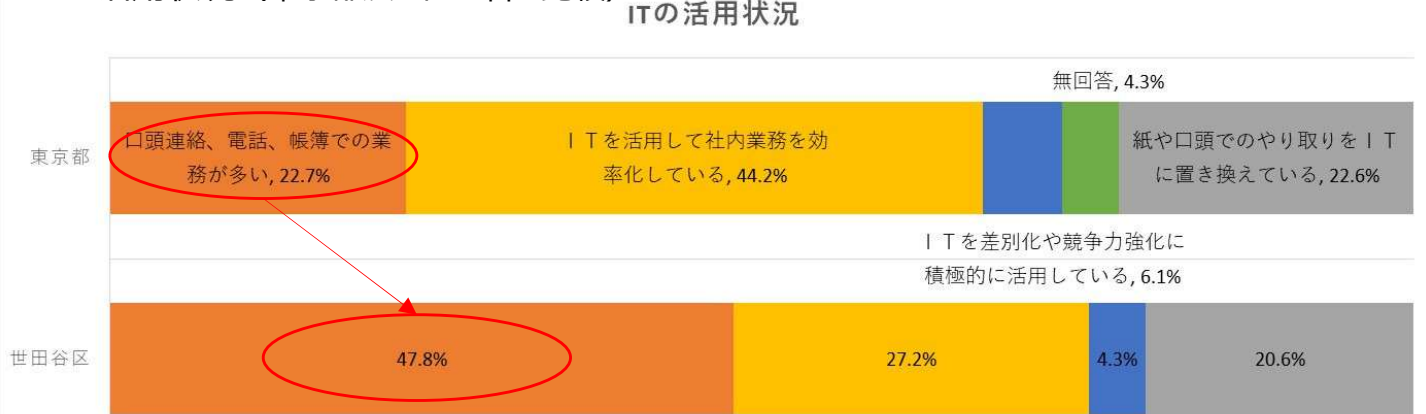 ITの活用状況
無回答, 4.3%
東京都
口頭連絡、電話、帳簿での業
務が多い, 22.7%
ＩＴを活用して社内業務を効
率化している, 44.2%
紙や口頭でのやり取りをＩＴ
に置き換えている, 22.6%
ＩＴを差別化や競争力強化に
積極的に活用している, 6.1%
世田谷区
47.8%
27.2%
4.3%
20.6%